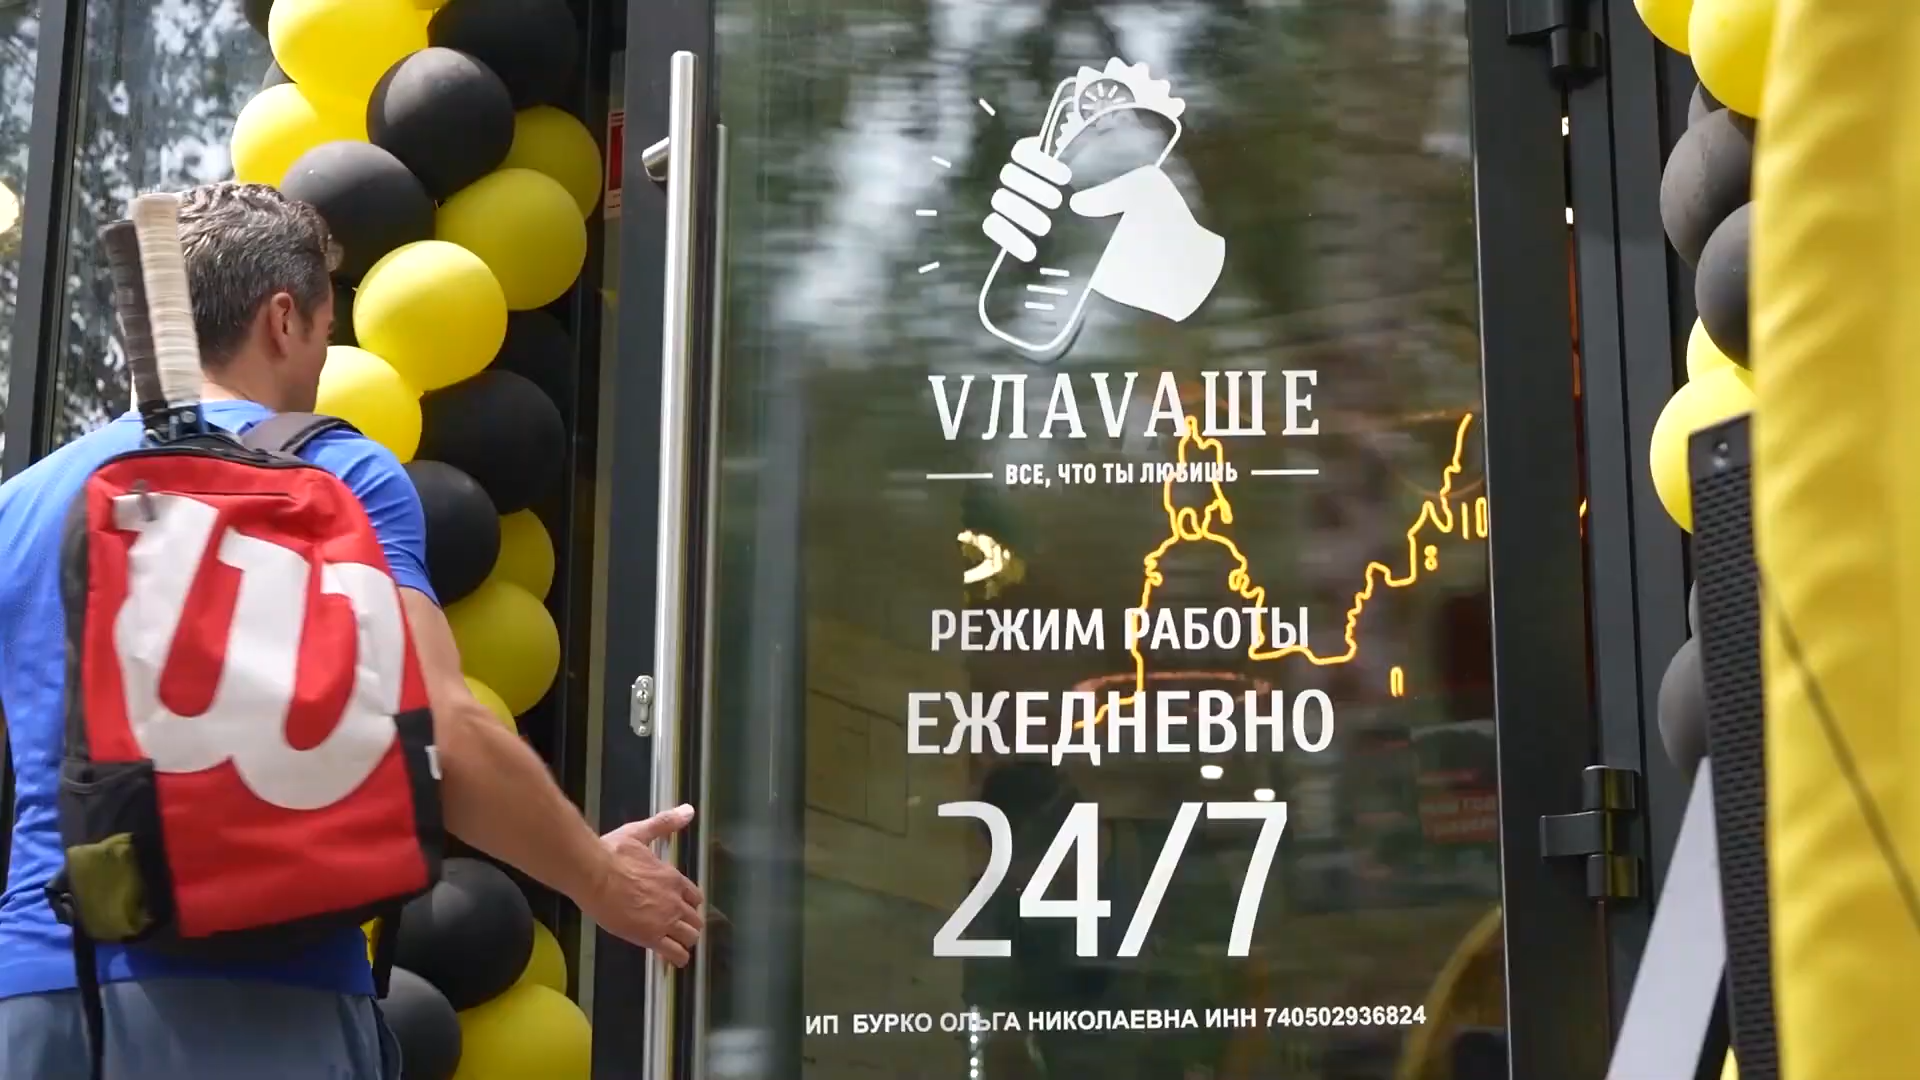 VЛАVАШЕ
ВСЕ, ЧТО ТЫ ЛЮБИШЬ
РЕЖИМ РАБОТЫ
ЕЖЕДНЕВНО
24/7
ИП БУРКО ОЛЬГА НИКОЛАЕВНА ИНН 740502936824